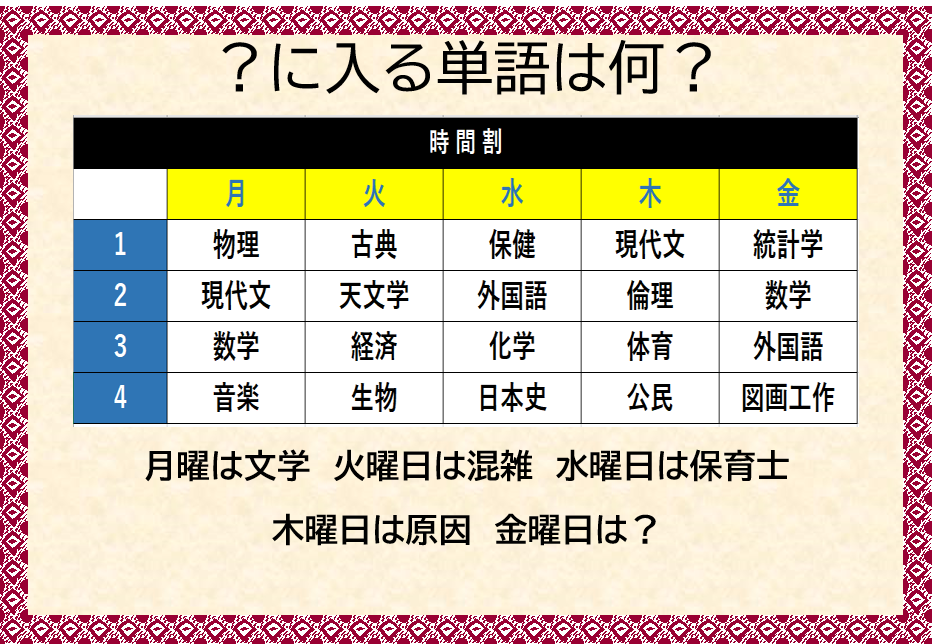 ?に入る単語は何?
時間割
月 火 水 木 金
1 物理 古典 保健 現代文 統計学
2 現代文 天文学 外国語 倫理 数学
3 数学 経済 化学 体育 外国語
4 音楽 生物 日本史 公民 図画工作
月曜は文学 火曜日は混雑 水曜日は保育士
木曜日は原因 金曜日は?